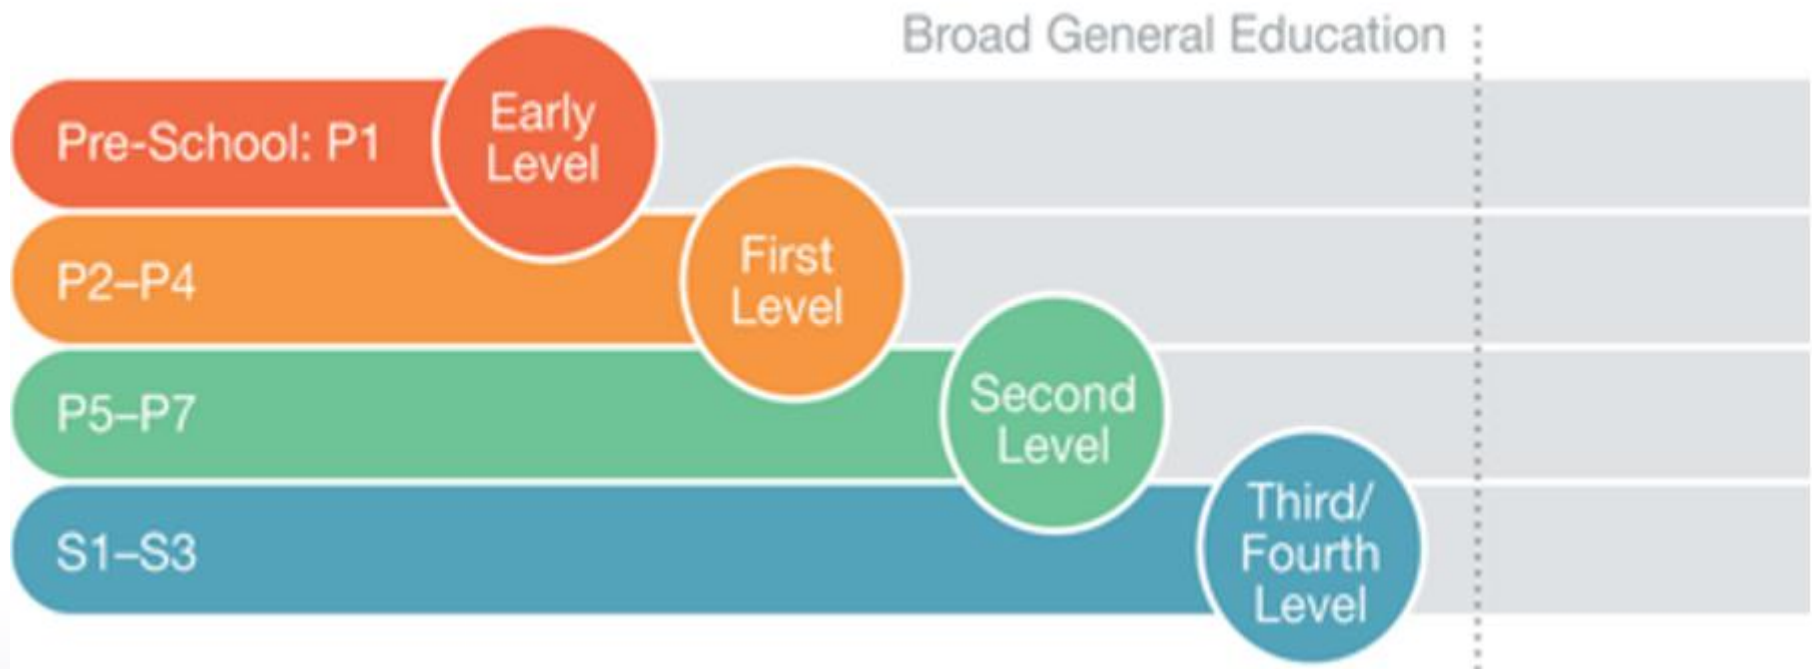 Broad General Education
Pre-School: P1
Early
Level
P2–P4
First
Level
P5–P7
Second
Level
S1–S3
Third/
Fourth
Level